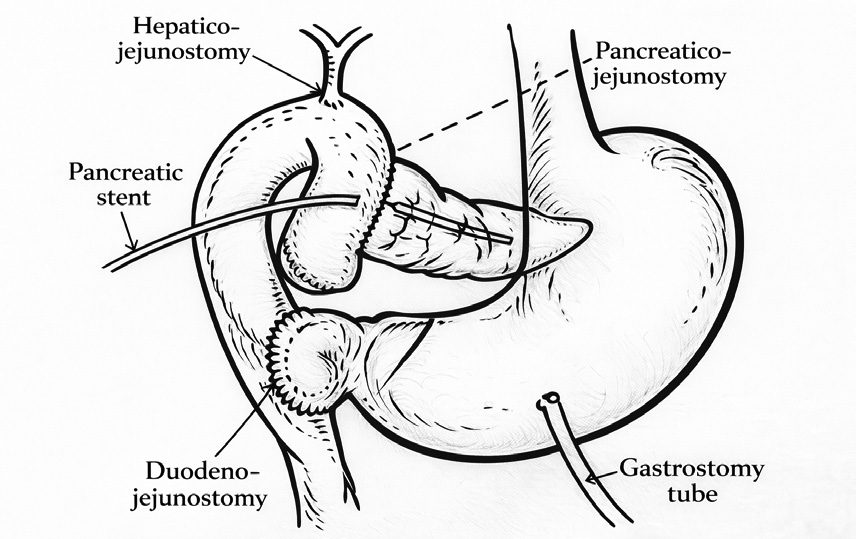 Hepatico-
jejunostomy
Pancreatico-
jejunostomy
Pancreatic
stent
Duodeno-
jejunostomy
Gastrostomy
tube